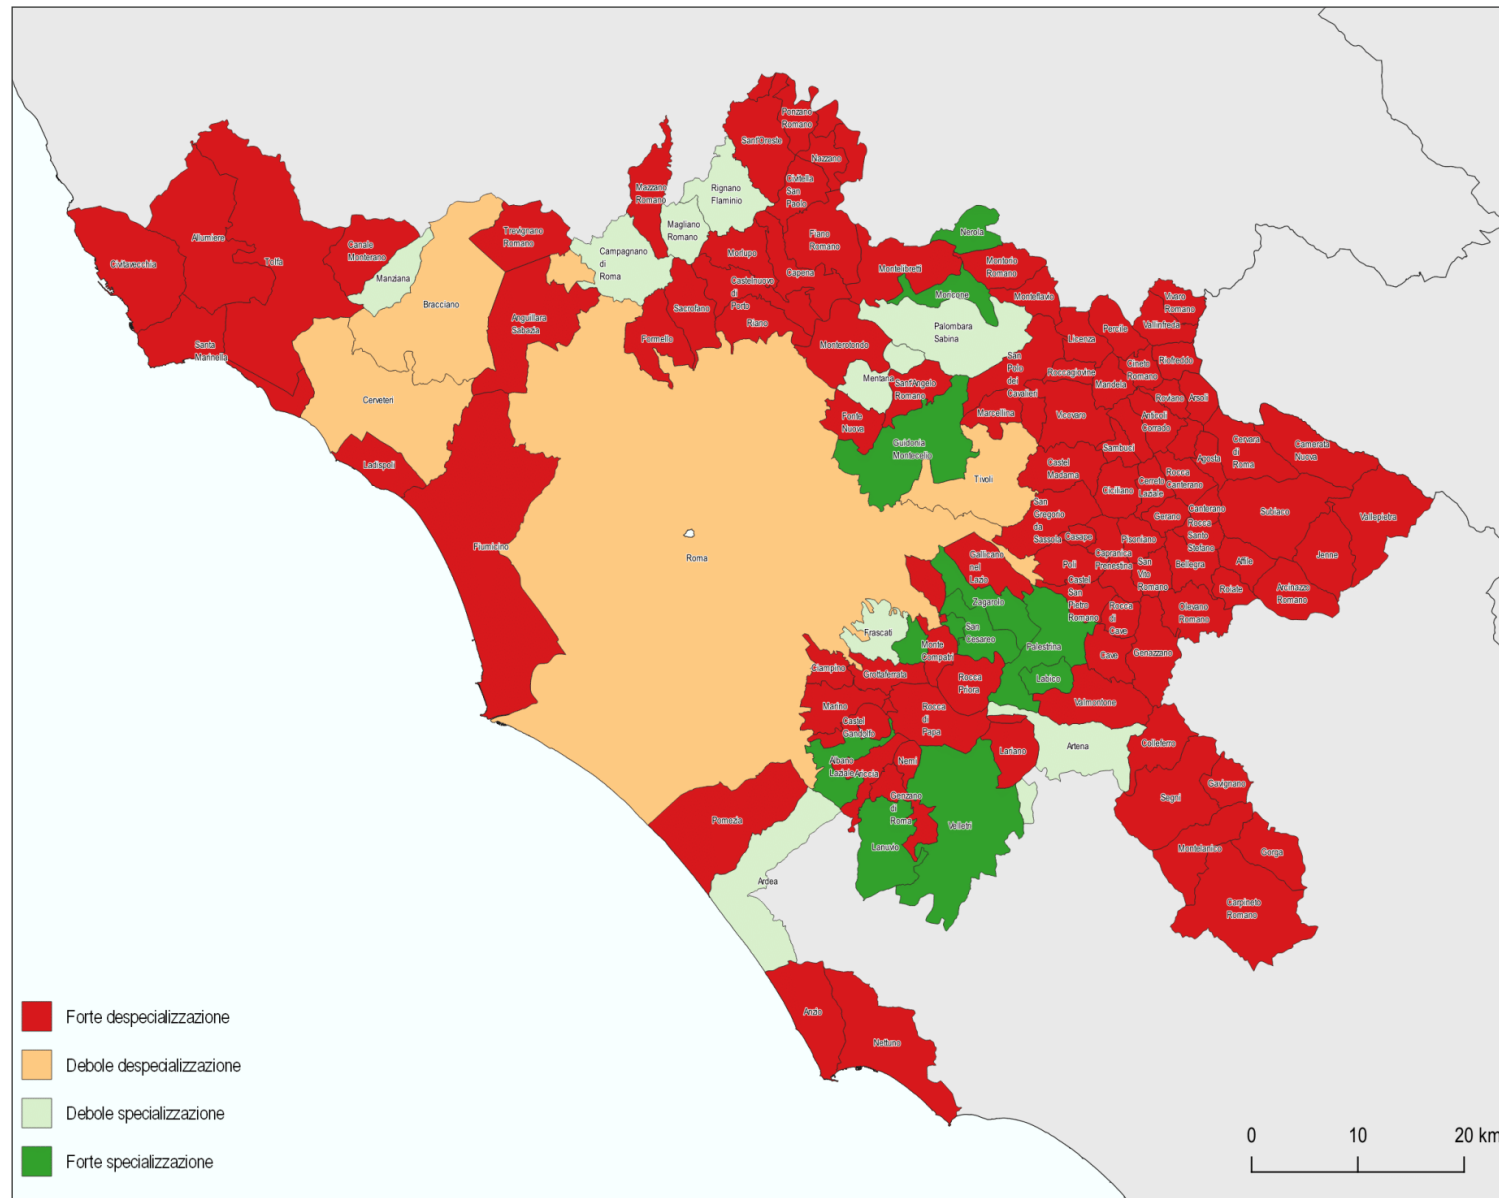 Ponzano
Romano
Sant'Oreste
Nazzano
Mazzano
Romano
Rignano
Flaminio
Civitella
San
Paolo
Magliano
Romano
Fiano
Romano
Nerola
Trevignano
Romano
Allumiere
Canale
Monterano
Tolfa
Civitavecchia
Manziana
Campagnano
di
Roma
Morlupo
Capena
Montelibretti
Montorio
Romano
Moricone
Monteflavio
Castelnuovo
di
Porto
Bracciano
Sacrofano
Riano
Anguillara
Sabazia
Formello
Monterotondo
Palombara
Sabina
Vivaro
Romano
Vallinfreda
Percile
Licenza
Santa
Marinella
Cineto
Romano
Riofreddo
San
Polo
dei
Cavalieri
Roccagiovine
Mandela
Mentana
Sant'Angelo
Romano
Cerveteri
Roviano
Arsoli
Marcellina
Vicovaro
Anticoli
Corrado
Fonte
Nuova
Guidonia
Montecelio
Sambuci
Cervara
di
Roma
Camerata
Nuova
Ladispoli
Agosta
Castel
Madama
Tivoli
Rocca
Canterano
Cerreto
Laziale
Ciciliano
San
Gregorio
da
Sassola
Canterano
Subiaco
Vallepietra
Gerano
Rocca
Santo
Stefano
Casape
Pisoniano
Fiumicino
Roma
Gallicano
nel
Lazio
Capranica
Prenestina
Poli
San
Vito
Romano
Bellegra
Affile
Jenne
Castel
San
Pietro
Romano
Roiate
Arcinazzo
Romano
Zagarolo
Rocca
di
Cave
Olevano
Romano
San
Cesareo
Frascati
Monte
Compatri
Palestrina
Cave
Genazzano
Ciampino
Grottaferrata
Rocca
Priora
Labico
Valmontone
Marino
Castel
Gandolfo
Rocca
di
Papa
Lariano
Artena
Colleferro
Albano
Laziale
Ariccia
Nemi
Genzano
di
Roma
Segni
Gavignano
Pomezia
Velletri
Lanuvio
Montelanico
Gorga
Ardea
Carpineto
Romano
Anzio
Nettuno
Forte despecializzazione
Debole despecializzazione
Debole specializzazione
Forte specializzazione
0 10 20 km